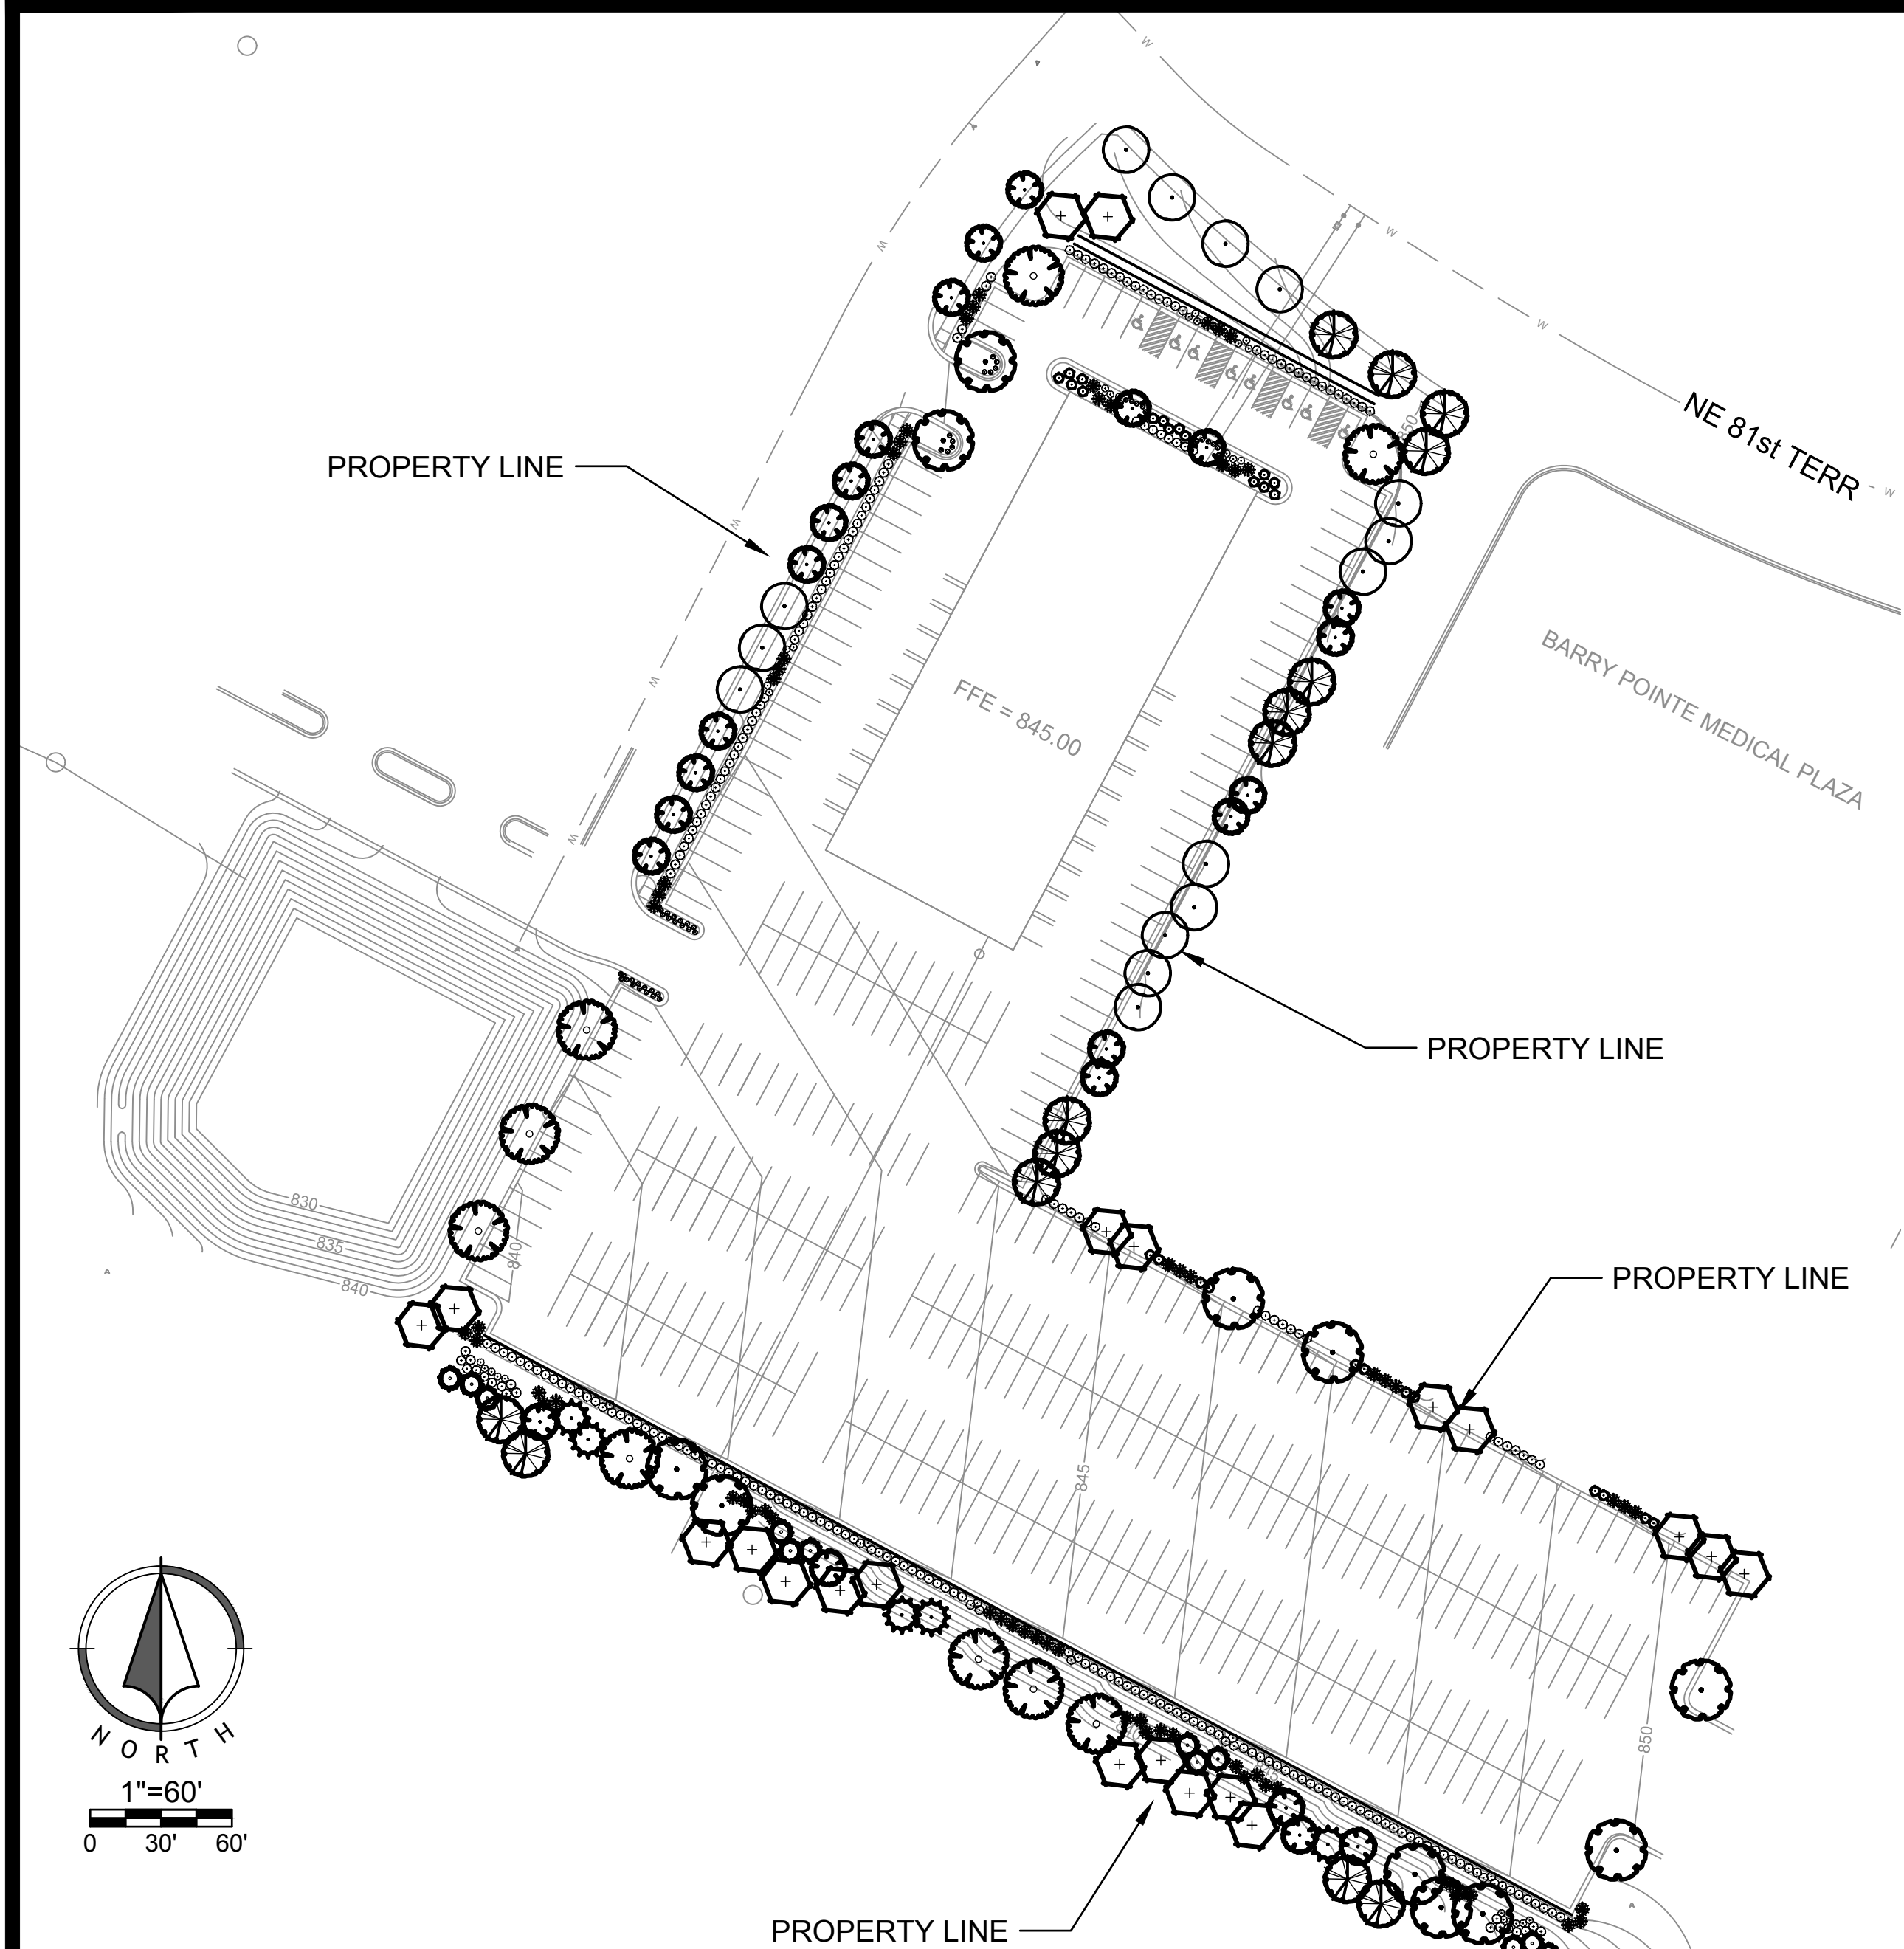 W
W
W
W
NE 81st TERR
W
W
850
PROPERTY LINE
W
BARRY POINTE MEDICAL PLAZA
W
FFE = 845.00
W
PROPERTY LINE
830
835
840
840
PROPERTY LINE
845
850
NORTH
1"=60'
0 30' 60'
PROPERTY LINE